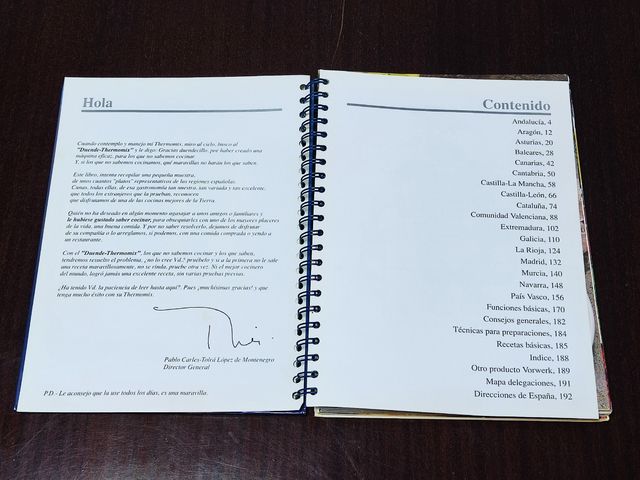 Hola
Cuando contemplo y manejo mi Thermomix, miro al cielo, busco al
"Duende-Thermomix" y le digo: Gracias duendecillo, por haber creado una
máquina eficaz, para los que no sabemos cocinar.
Y, si los que no sabemos cocinamos, qué maravillas no harán los que saben.
Este libro, intenta recopilar una pequeña muestra,
de unos cuantos "platos" representativos de las regiones españolas.
Cunas, todas ellas, de esa gastronomía tan nuestra, tan variada y tan excelente,
que todos los extranjeros que la prueban, reconocen
que disfrutamos de una de las cocinas mejores de la Tierra.
Quién no ha deseado en algún momento agasajar a unos amigos o familiares y
le hubiese gustado saber cocinar, para obsequiarles con uno de los mayores placeres
de la vida, una buena comida. Y por no saber resolverlo, dejamos de disfrutar
de su compañía o lo arreglamos, si podemos, con una comida comprada o yendo a
un restaurante.
Con el "Duende-Thermomix", los que no sabemos cocinar y los que saben,
tendremos resuelto el problema, ¿no lo cree Vd.? pruébelo y si a la primera no le sale
una receta maravillosamente, no se rinda, pruebe otra vez. Ni el mejor cocinero
del mundo, logró jamás una excelente receta, sin varias pruebas previas.
¿Ha tenido Vd. la paciencia de leer hasta aquí?. Pues ¡muchísimas gracias! y que
tenga mucho éxito con su Thermomix.
Pablo Carles-Tolrá López de Montenegro
Director General
P.D.- Le aconsejo que la use todos los días, es una maravilla.
Contenido
Andalucía, 4
Aragón, 12
Asturias, 20
Baleares, 28
Canarias, 42
Cantabria, 50
Castilla-La Mancha, 58
Castilla-León, 66
Cataluña, 74
Comunidad Valenciana, 88
Extremadura, 102
Galicia, 110
La Rioja, 124
Madrid, 132
Murcia, 140
Navarra, 148
País Vasco, 156
Funciones básicas, 170
Consejos generales, 182
Técnicas para preparaciones, 184
Recetas básicas, 185
Indice, 188
Otro producto Vorwerk, 189
Mapa delegaciones, 191
Direcciones de España, 192